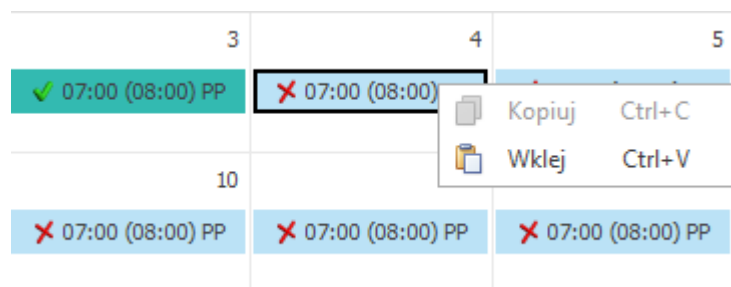 3 4 5
07:00 (08:00) PP 07:00 (08:00)
Kopiuj Ctrl+C
Wklej Ctrl+V
10
07:00 (08:00) PP 07:00 (08:00) PP 07:00 (08:00) PP